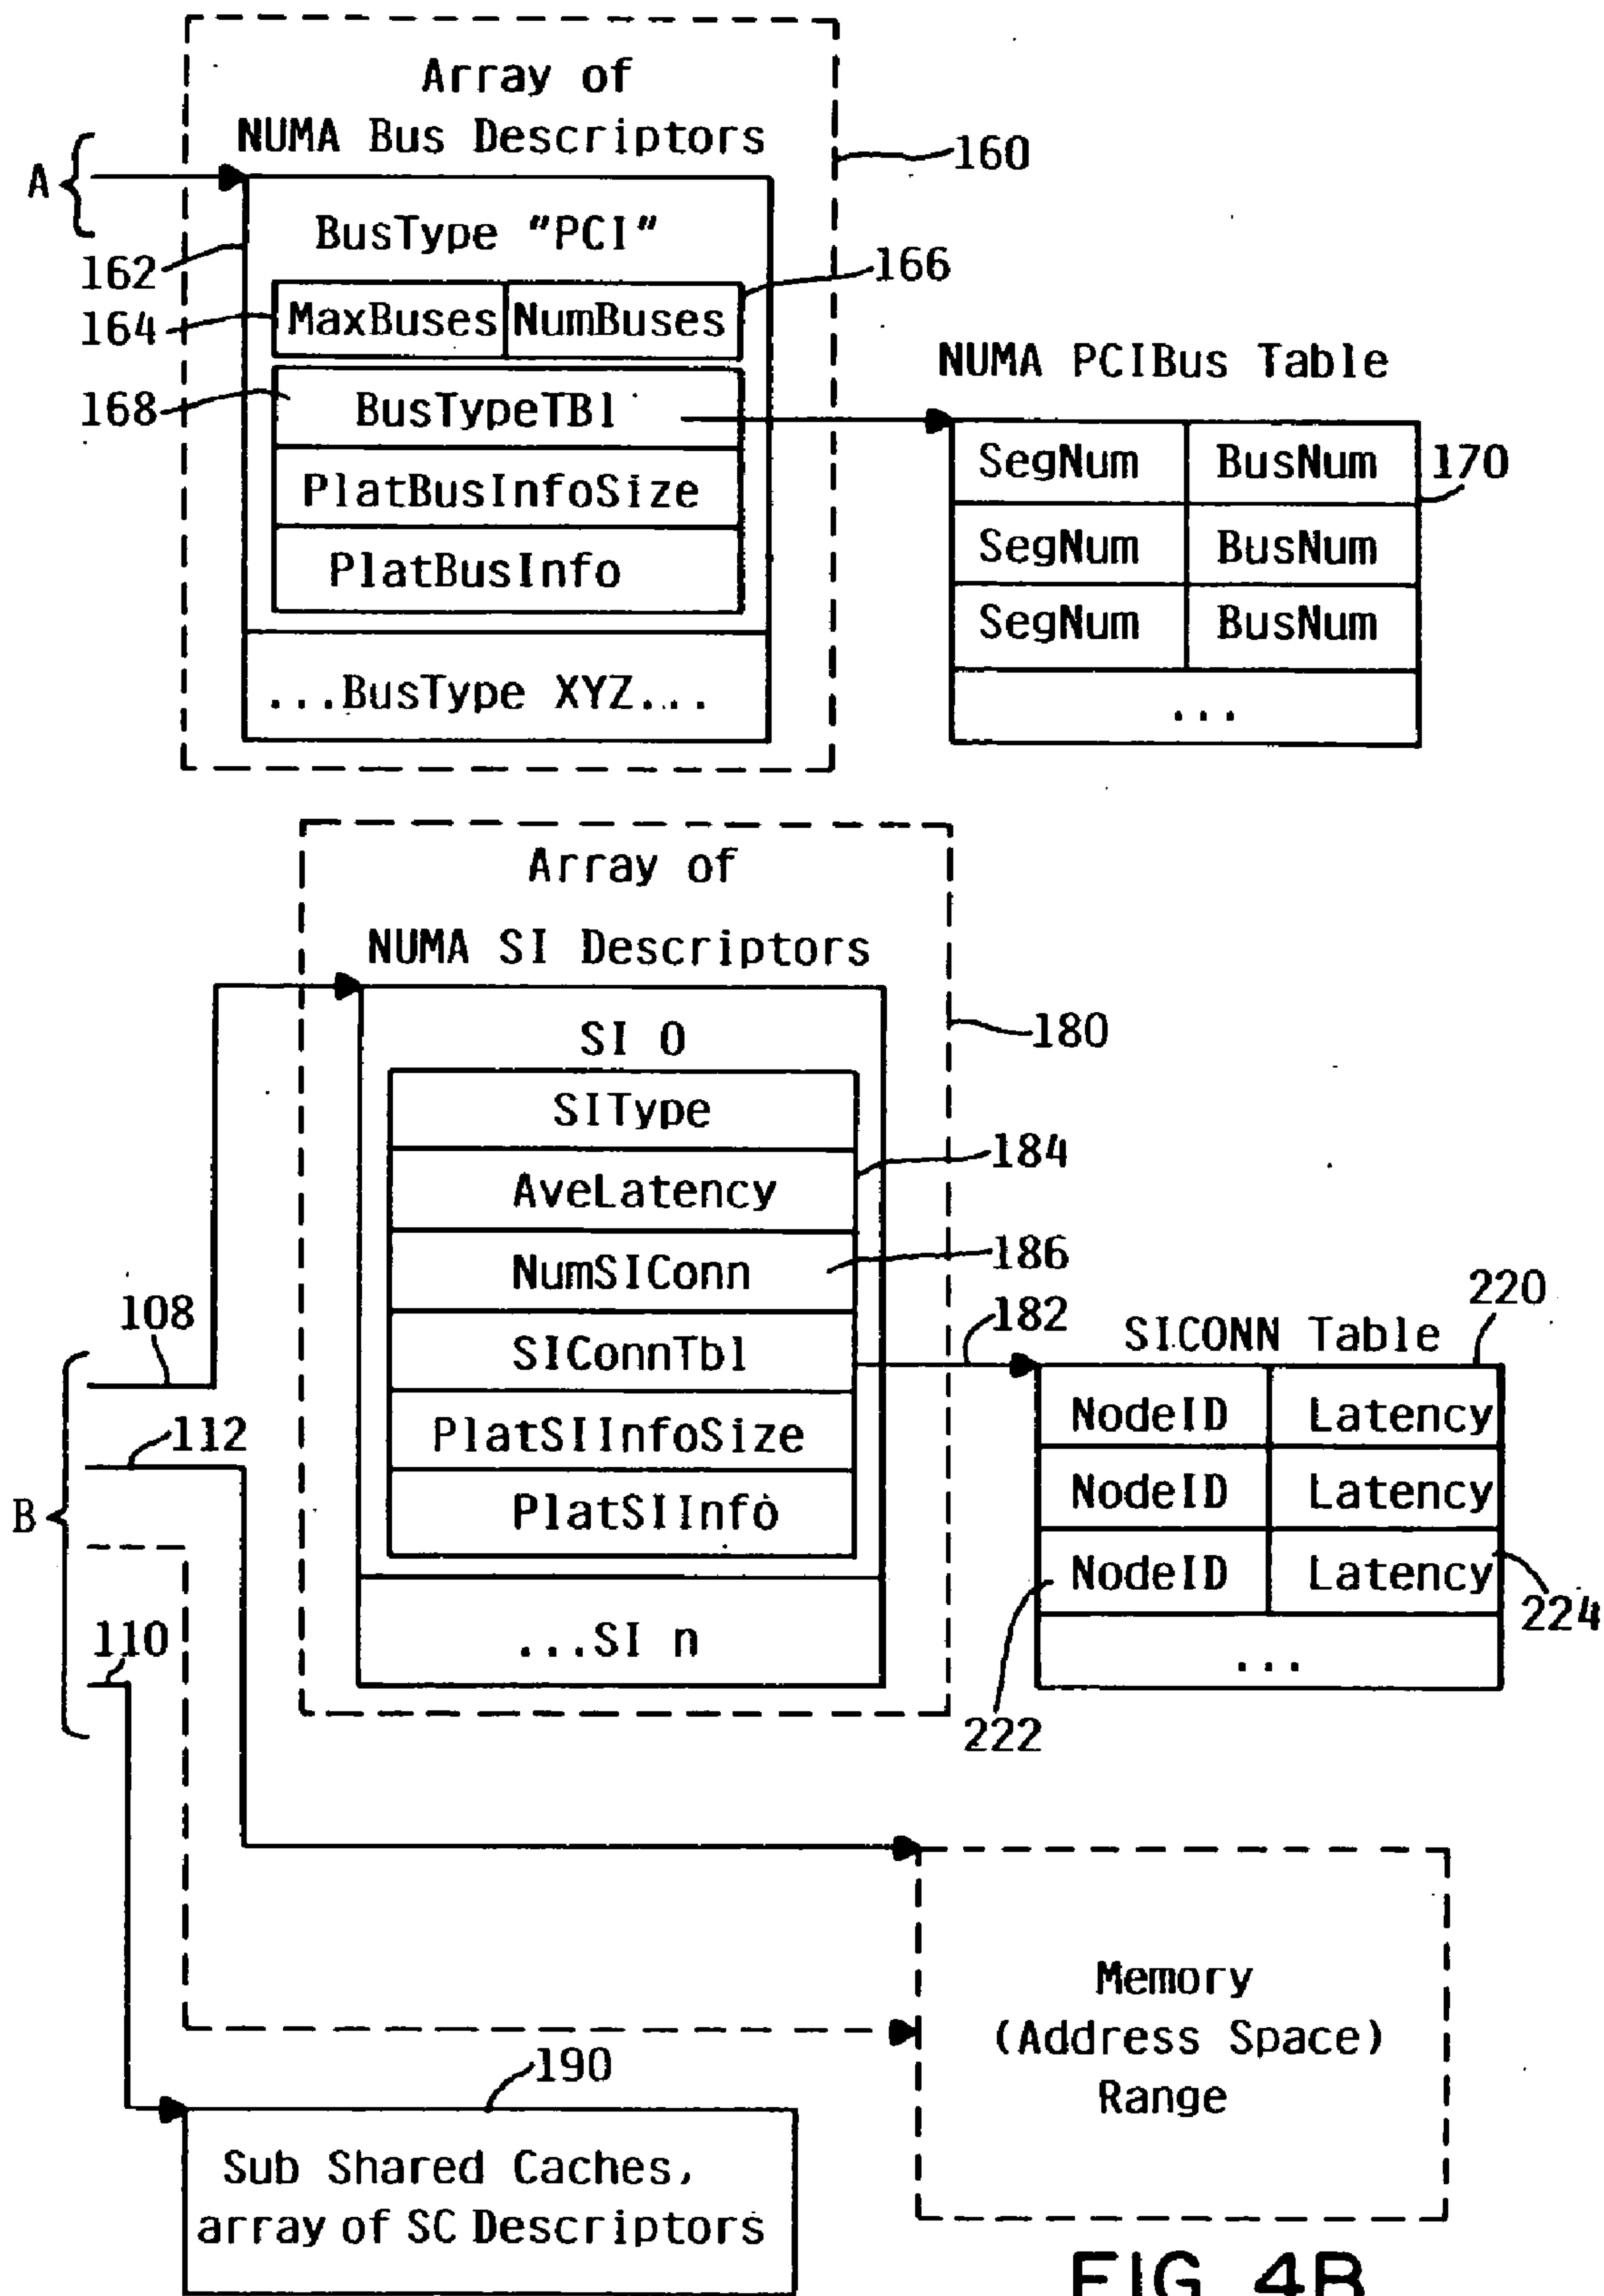 Array of
NUMA Bus Descriptors
160
A
BusType "PCI"
162
166
MaxBuses NumBuses
164
NUMA PCIBus Table
168
BusTypeTBl
SegNum BusNum 170
PlatBusInfoSize
SegNum BusNum
PlatBusInfo
SegNum BusNum
...BusType XYZ...
...
Array of
NUMA SI Descriptors
180
SI 0
SIType
184
AveLatency
186
NumSIConn
108
182
220
SIConnTbl
SICONN Table
NodeID Latency
112
PlatSIInfoSize
NodeID Latency
B
PlatSIInfo
NodeID Latency
224
110
...SI n
...
222
Memory
(Address Space)
Range
190
Sub Shared Caches,
array of SC Descriptors
FIG. 4B